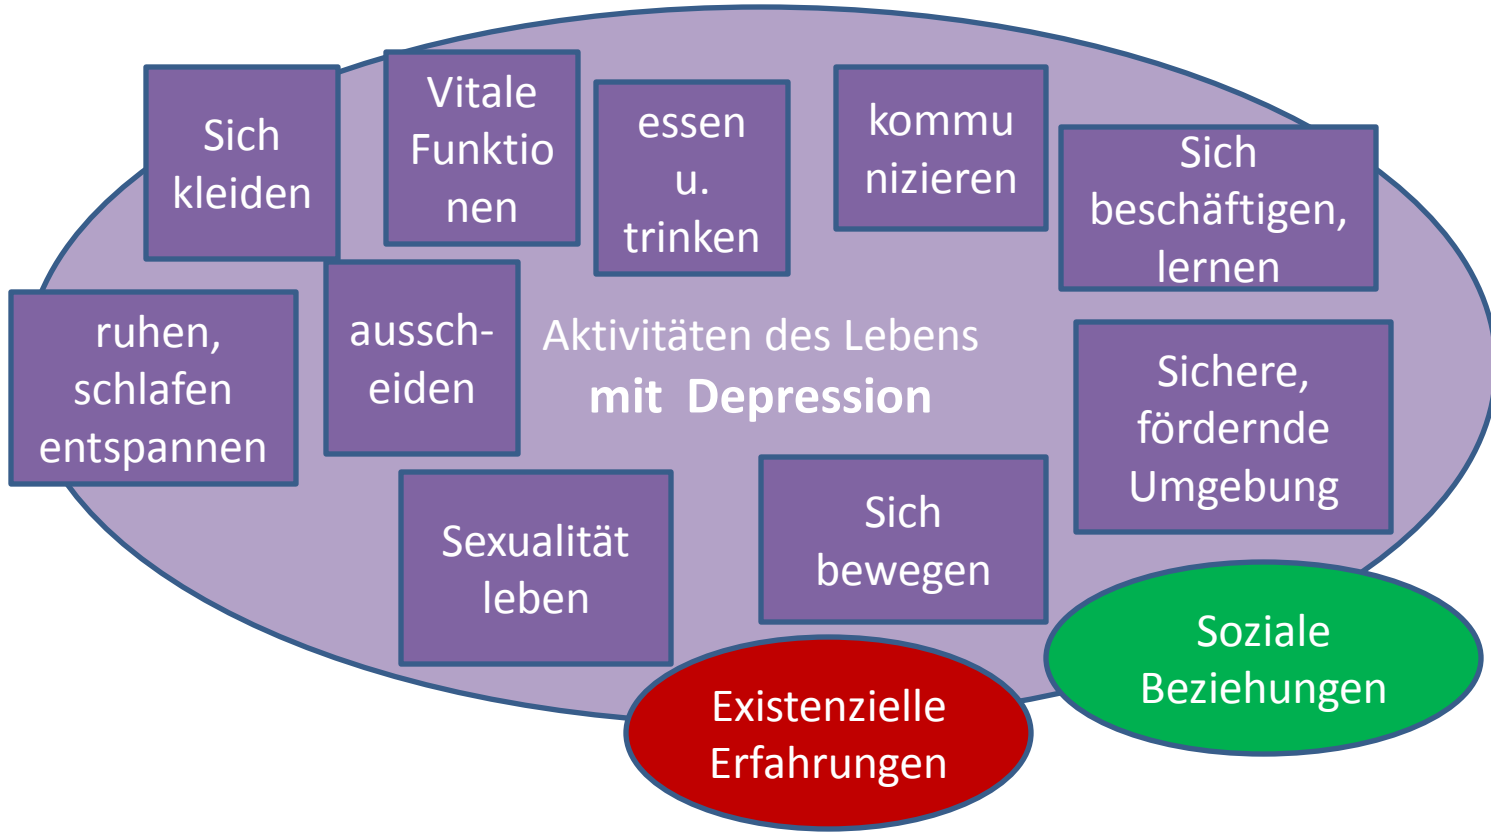 Sich
kleiden
Vitale
Funktio
nen
essen
u.
trinken
kommu
nizieren
Sich
beschäftigen,
lernen
ruhen,
schlafen
entspannen
aussch-
eiden
Aktivitäten des Lebens
mit Depression
Sichere,
fördernde
Umgebung
Sexualität
leben
Sich
bewegen
Soziale
Beziehungen
Existenzielle
Erfahrungen